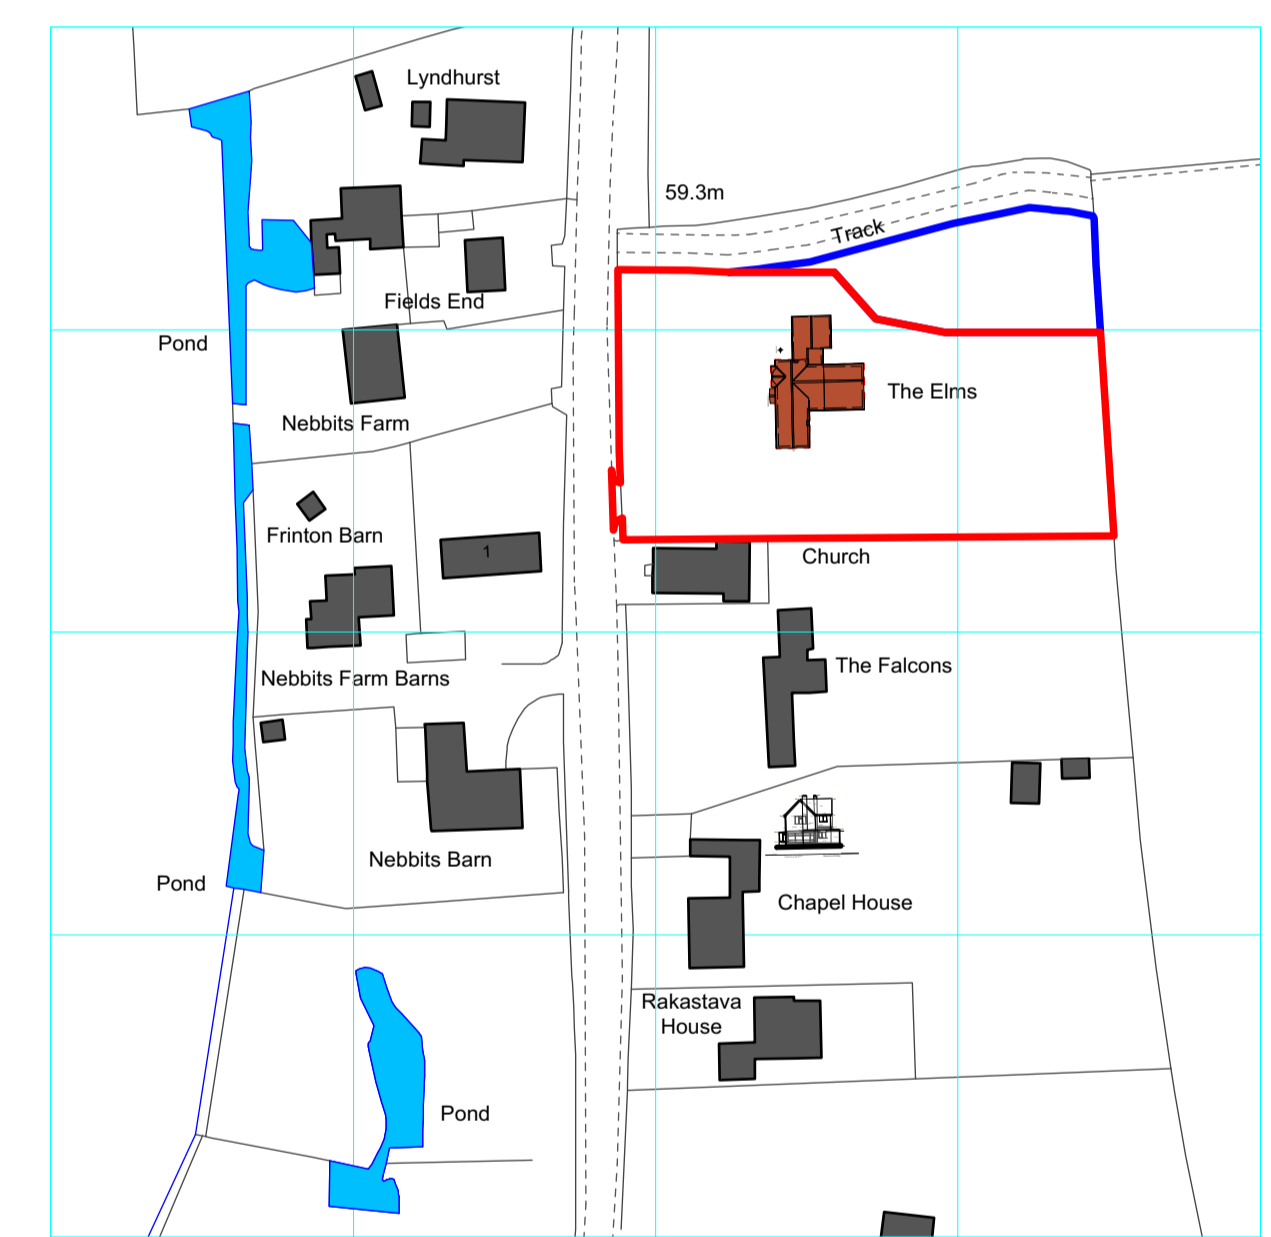 Lyndhurst
59.3m
Track
Fields End
Pond
The Elms
Nebbits Farm
Frinton Barn
1
Church
The Falcons
Nebbits Farm Barns
Nebbits Barn
Pond
Chapel House
Rakastava
House
Pond